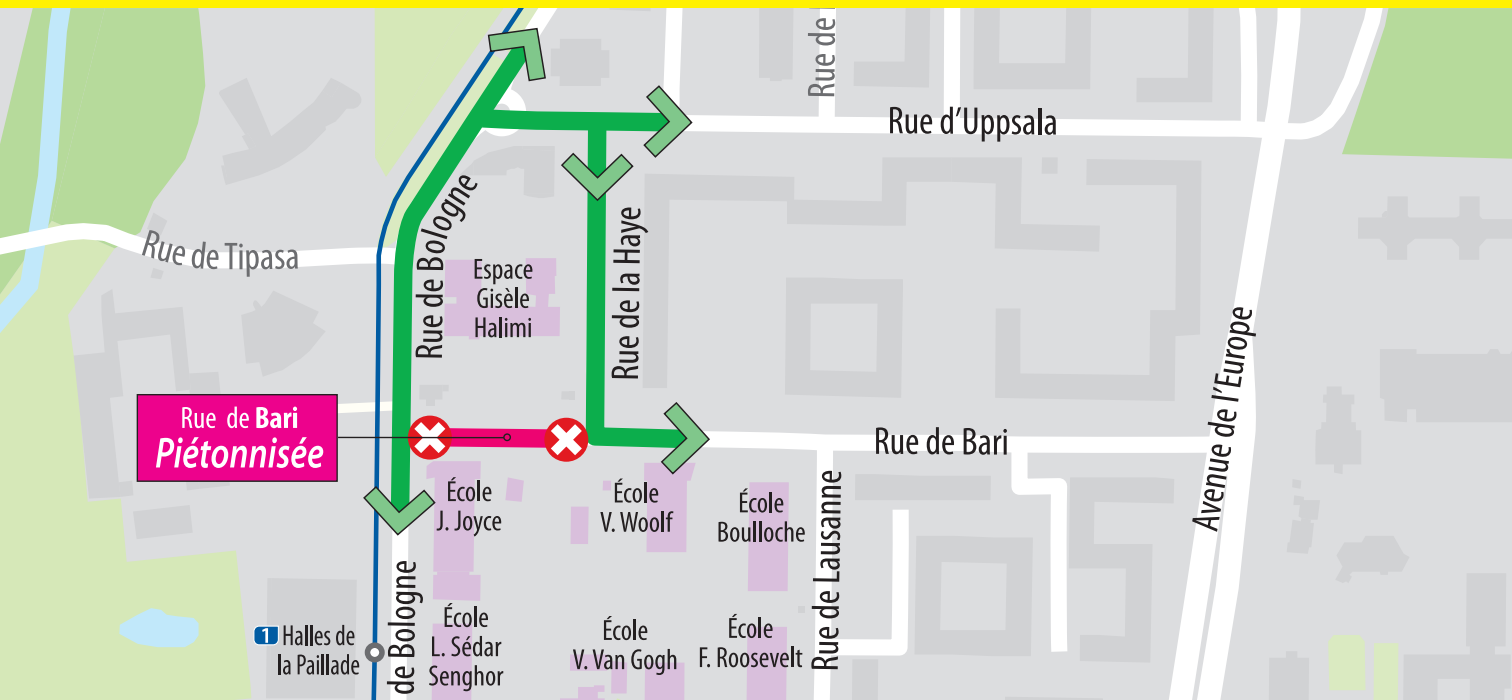 Rue de
Rue d'Uppsala
Rue de Bologne
Rue de Tipasa
Rue de la Haye
Espace
Gisèle
Halimi
Avenue de l'Europe
Rue de Bari
Piétonnisée
Rue de Bari
École
J. Joyce
École
V. Woolf
École
Boulloche
Rue de Lausanne
de Bologne
1 Halles de
la Paillade
École
L. Sédar
Senghor
École
V. Van Gogh
École
F. Roosevelt